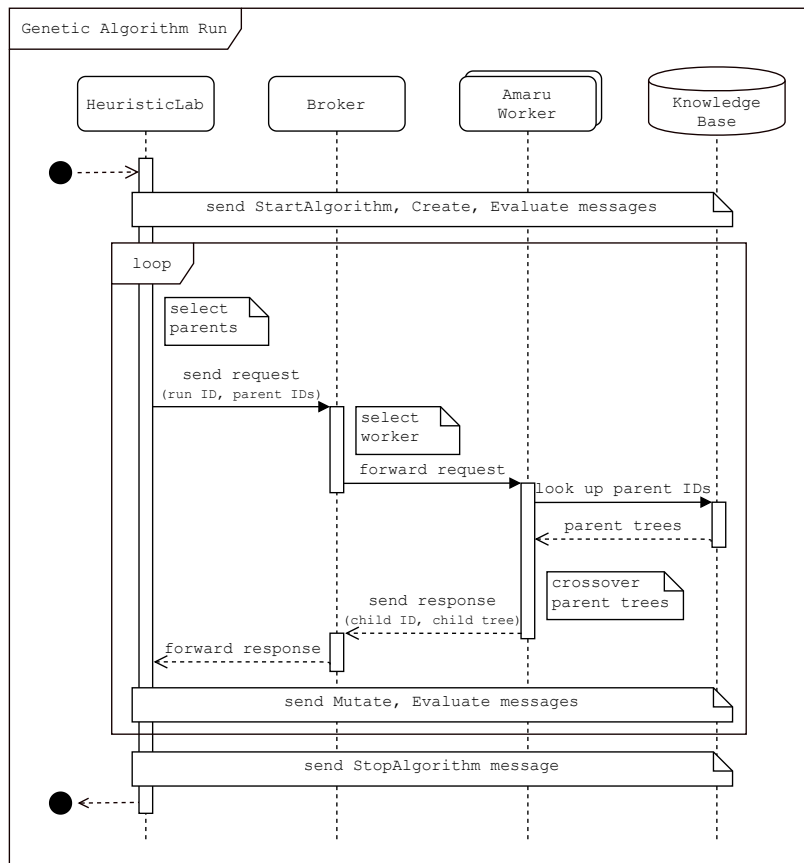 Genetic Algorithm Run
HeuristicLab
Broker
Amaru
Worker
Knowledge
Base
send StartAlgorithm, Create, Evaluate messages
loop
select
parents
send request
(run ID, parent IDs)
select
worker
forward request
look up parent IDs
parent trees
crossover
parent trees
send response
(child ID, child tree)
forward response
send Mutate, Evaluate messages
send StopAlgorithm message